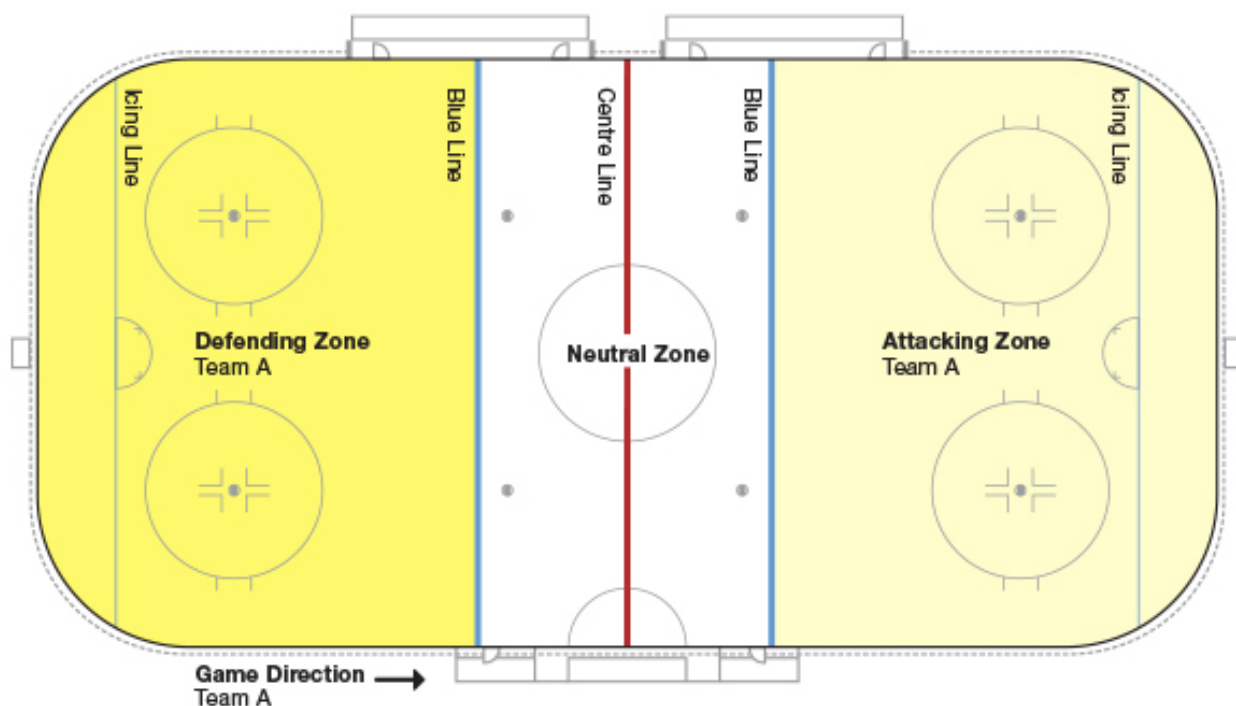 Icing Line
Blue Line
Centre Line
Blue Line
Icing Line
Defending Zone
Team A
Neutral Zone
Attacking Zone
Team A
Game Direction
Team A